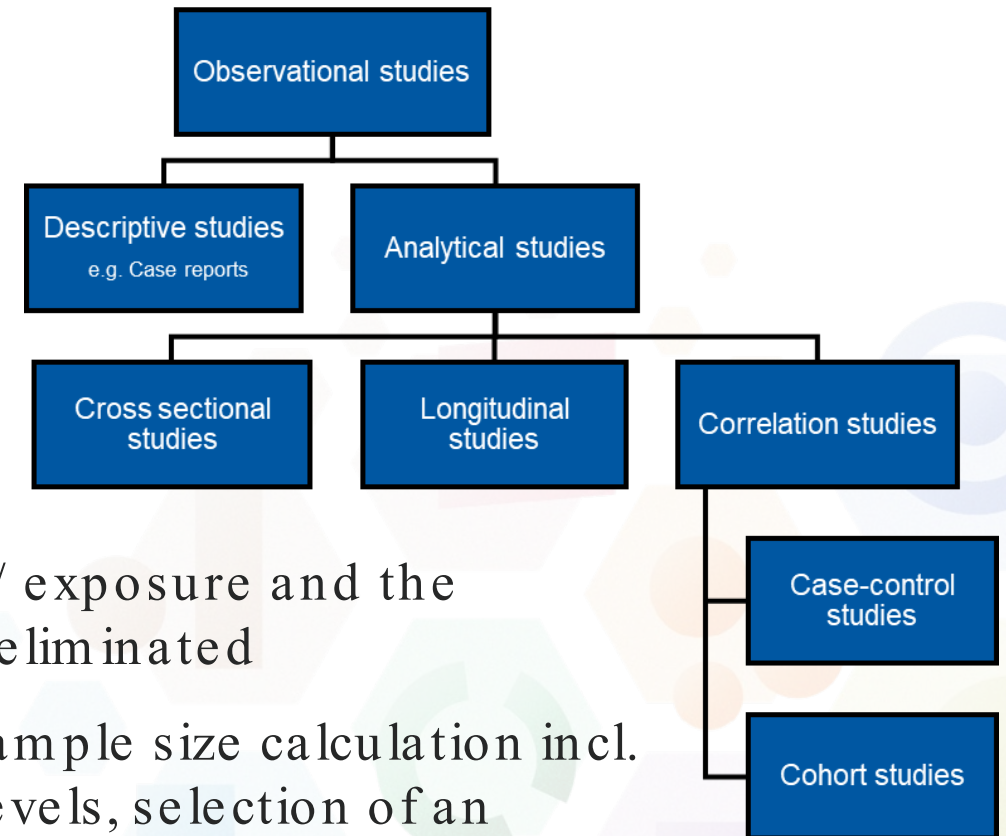 Observational studies
Descriptive studies
e.g. Case reports
Analytical studies
Cross sectional
studies
Longitudinal
studies
Correlation studies
Case-control
studies
Cohort studies
/ exposure and the
eliminated
ample size calculation incl.
evels, selection of an